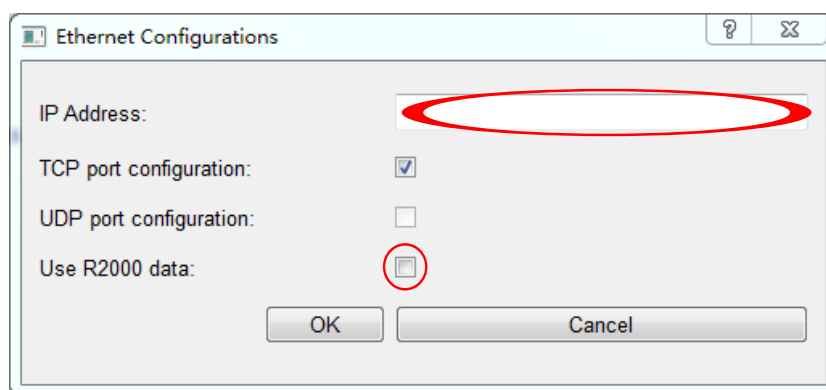 Ethernet Configurations
IP Address:
TCP port configuration:
UDP port configuration:
Use R2000 data:
OK Cancel